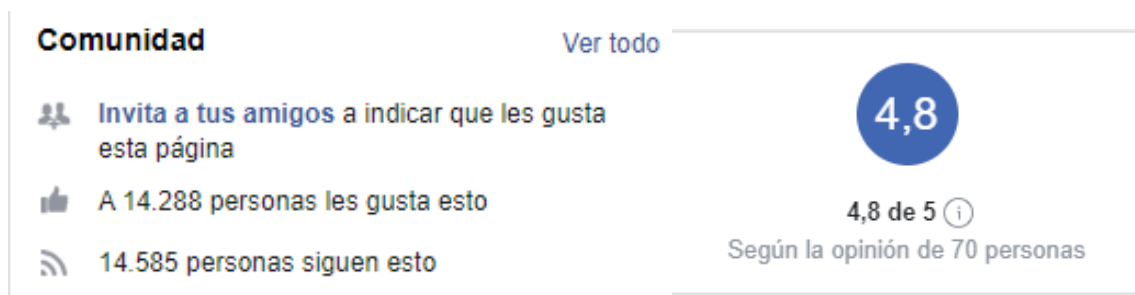 Comunidad
Ver todo
Invita a tus amigos a indicar que les gusta
esta página
A 14.288 personas les gusta esto
14.585 personas siguen esto
4,8
4,8 de 5
Según la opinión de 70 personas